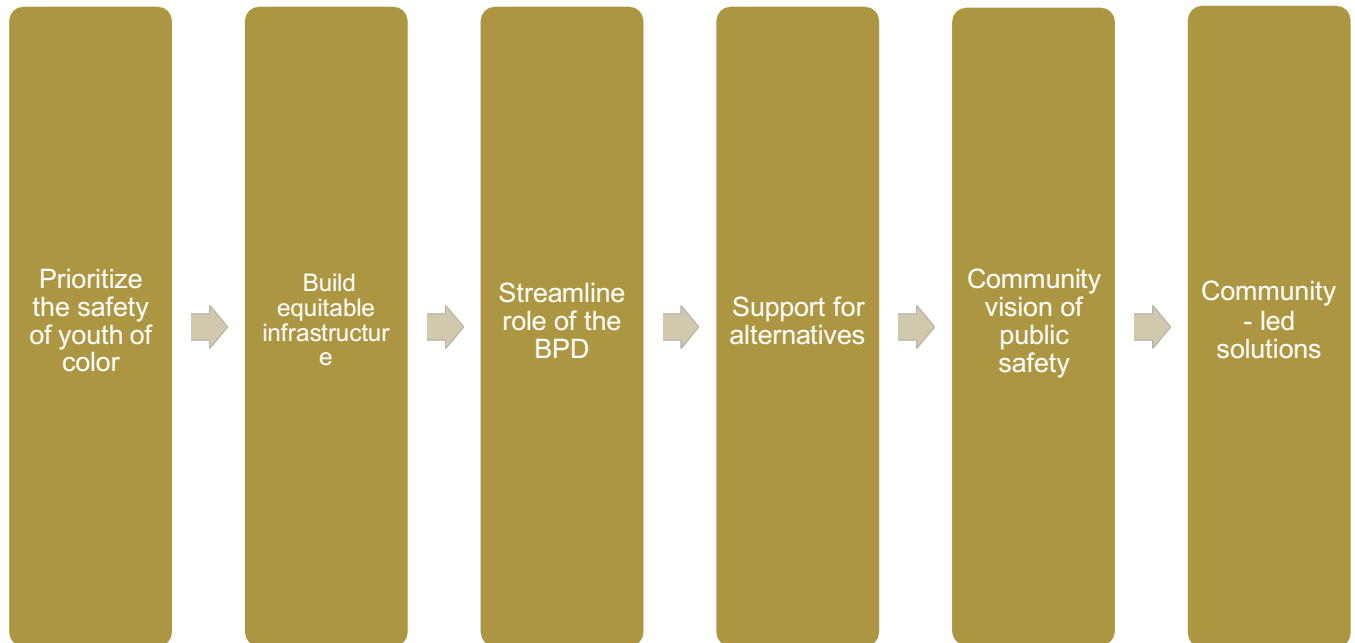 Prioritize
the safety
of youth of
color
Build
equitable
infrastructur
e
Streamline
role of the
BPD
Support for
alternatives
Community
vision of
public
safety
Community
- led
solutions